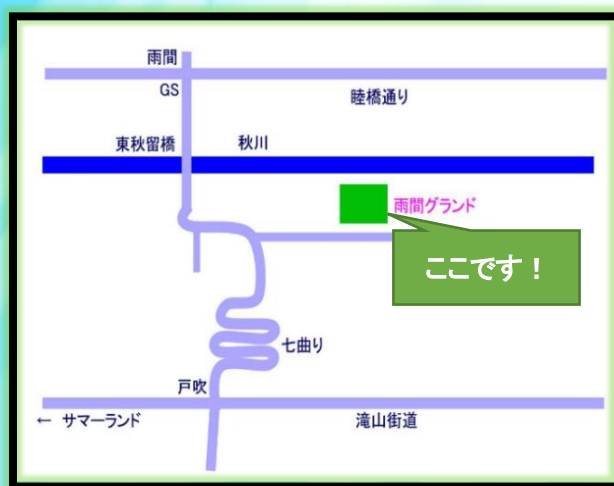 雨間
GS
睦橋通り
東秋留橋
秋川
雨間グランド
ここです！
七曲り
戸吹
← サマーランド
滝山街道